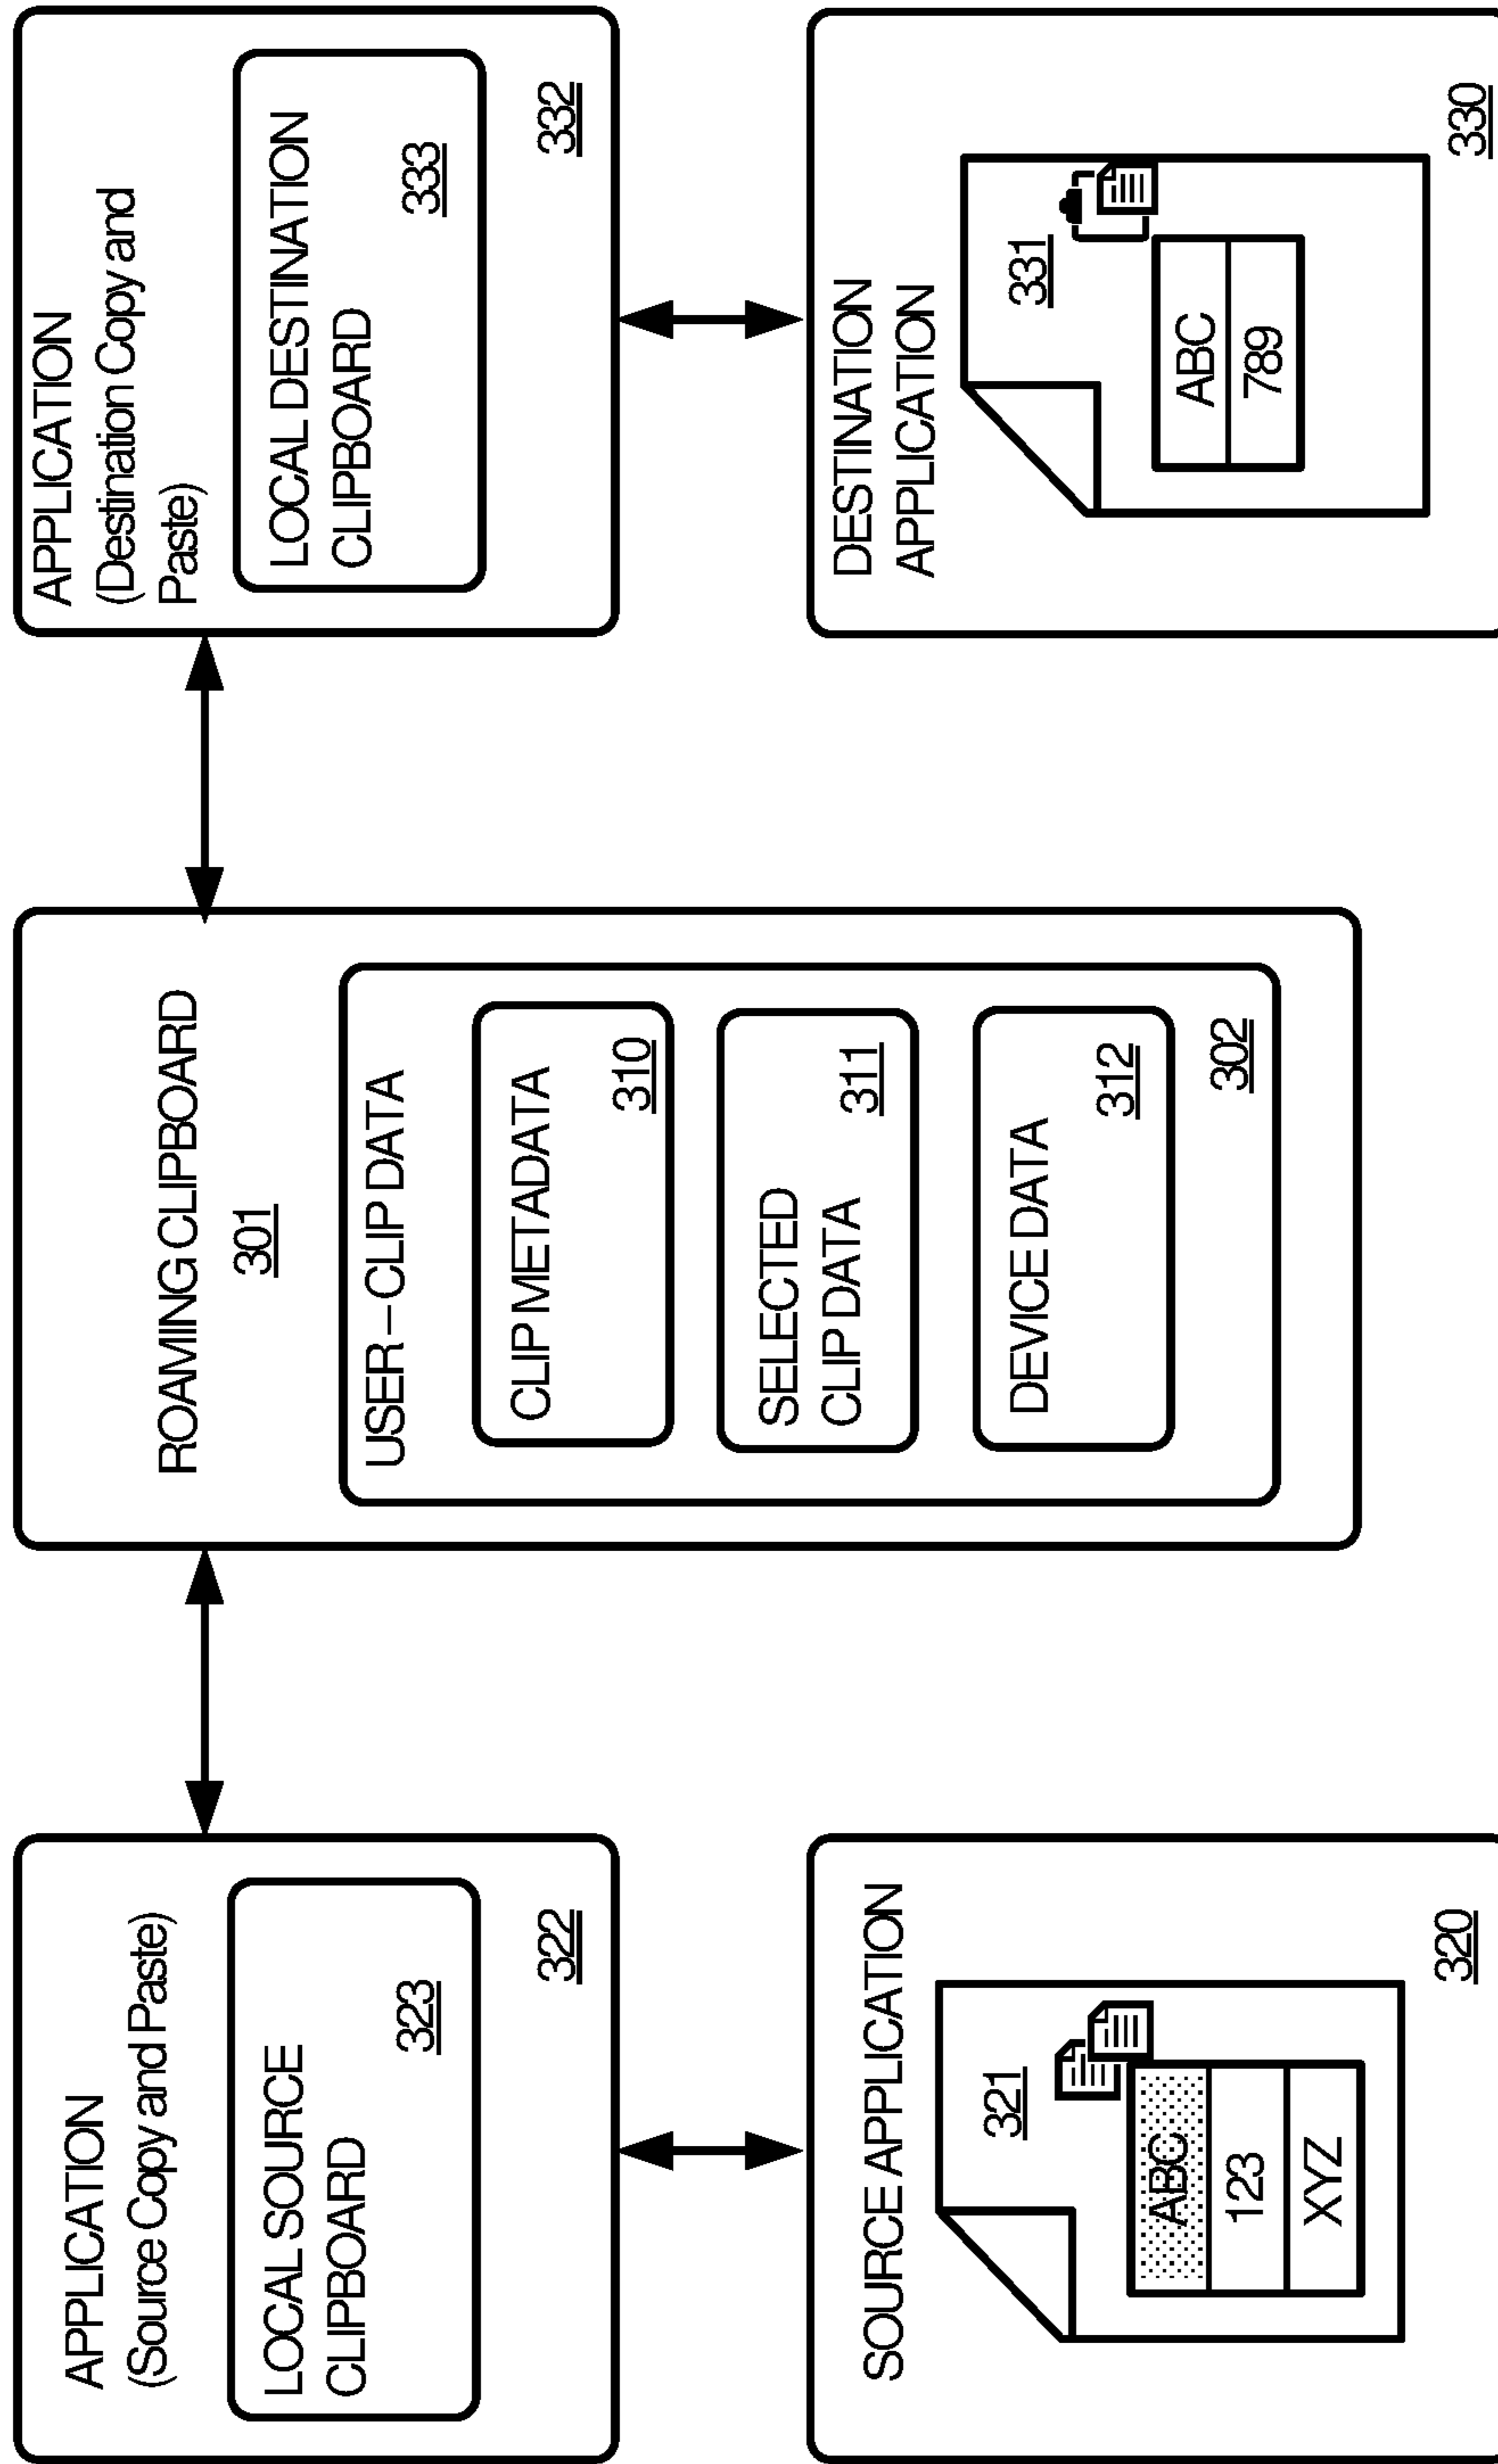 APPLICATION
(Source Copy and Paste)
LOCAL SOURCE
CLIPBOARD
323
322
SOURCE APPLICATION
321
ABC
123
XYZ
320
ROAMING CLIPBOARD
301
USER – CLIP DATA
CLIP METADATA
310
SELECTED
CLIP DATA
311
DEVICE DATA
312
302
APPLICATION
(Destination Copy and
Paste)
LOCAL DESTINATION
CLIPBOARD
333
332
DESTINATION
APPLICATION
331
ABC
789
330